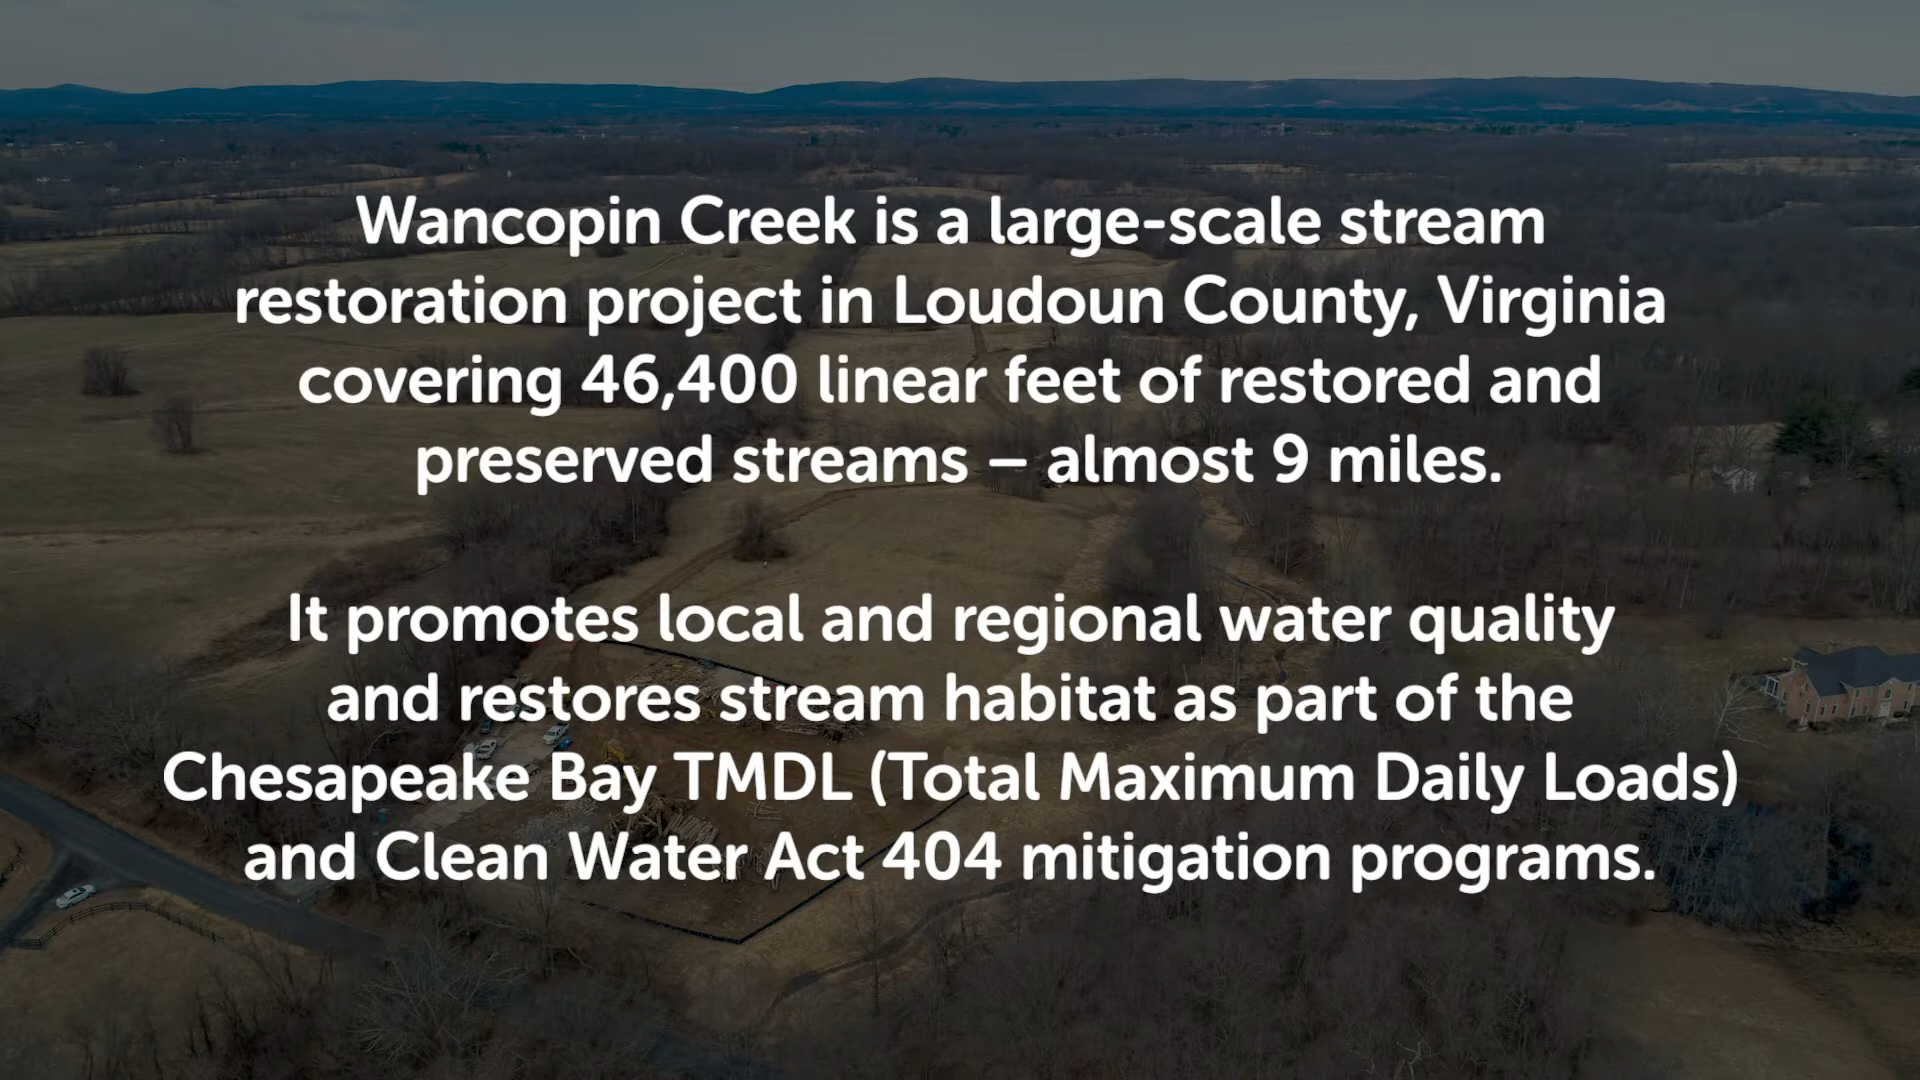 Wancopin Creek is a large-scale stream
restoration project in Loudoun County, Virginia
covering 46,400 linear feet of restored and
preserved streams – almost 9 miles.
It promotes local and regional water quality
and restores stream habitat as part of the
Chesapeake Bay TMDL (Total Maximum Daily Loads)
and Clean Water Act 404 mitigation programs.